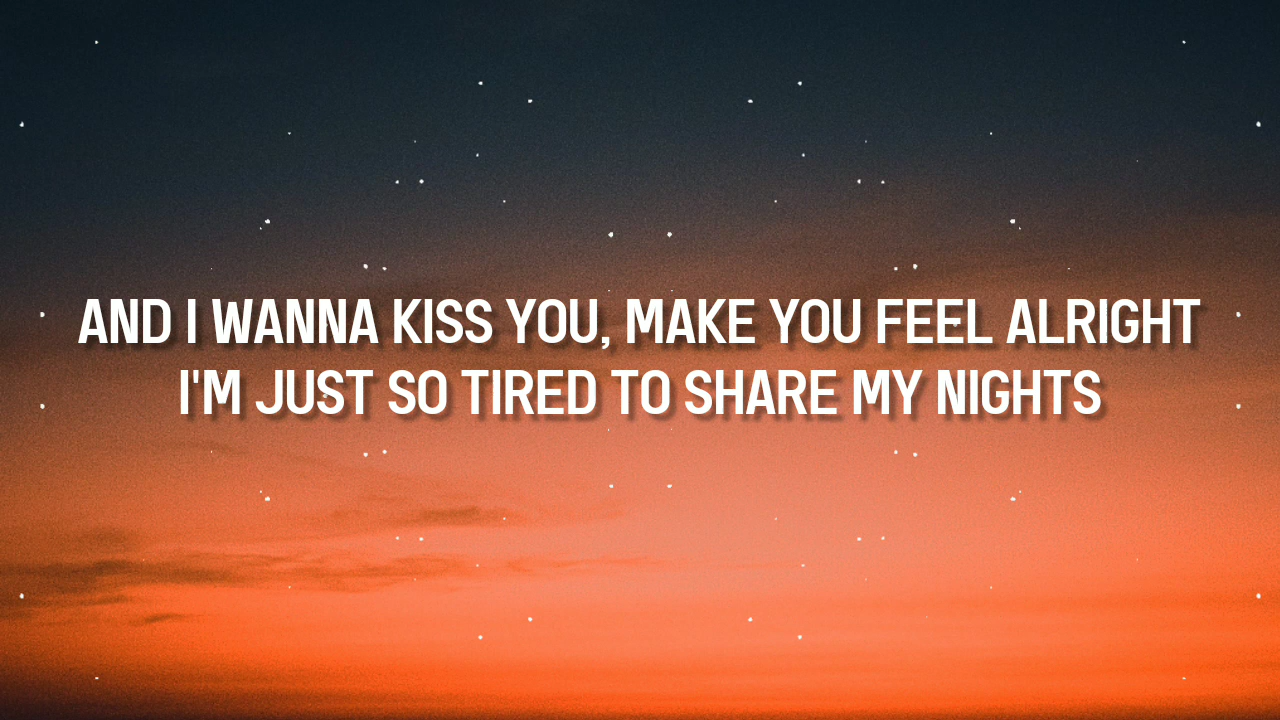 AND I WANNA KISS YOU, MAKE YOU FEEL ALRIGHT
I'M JUST SO TIRED TO SHARE MY NIGHTS